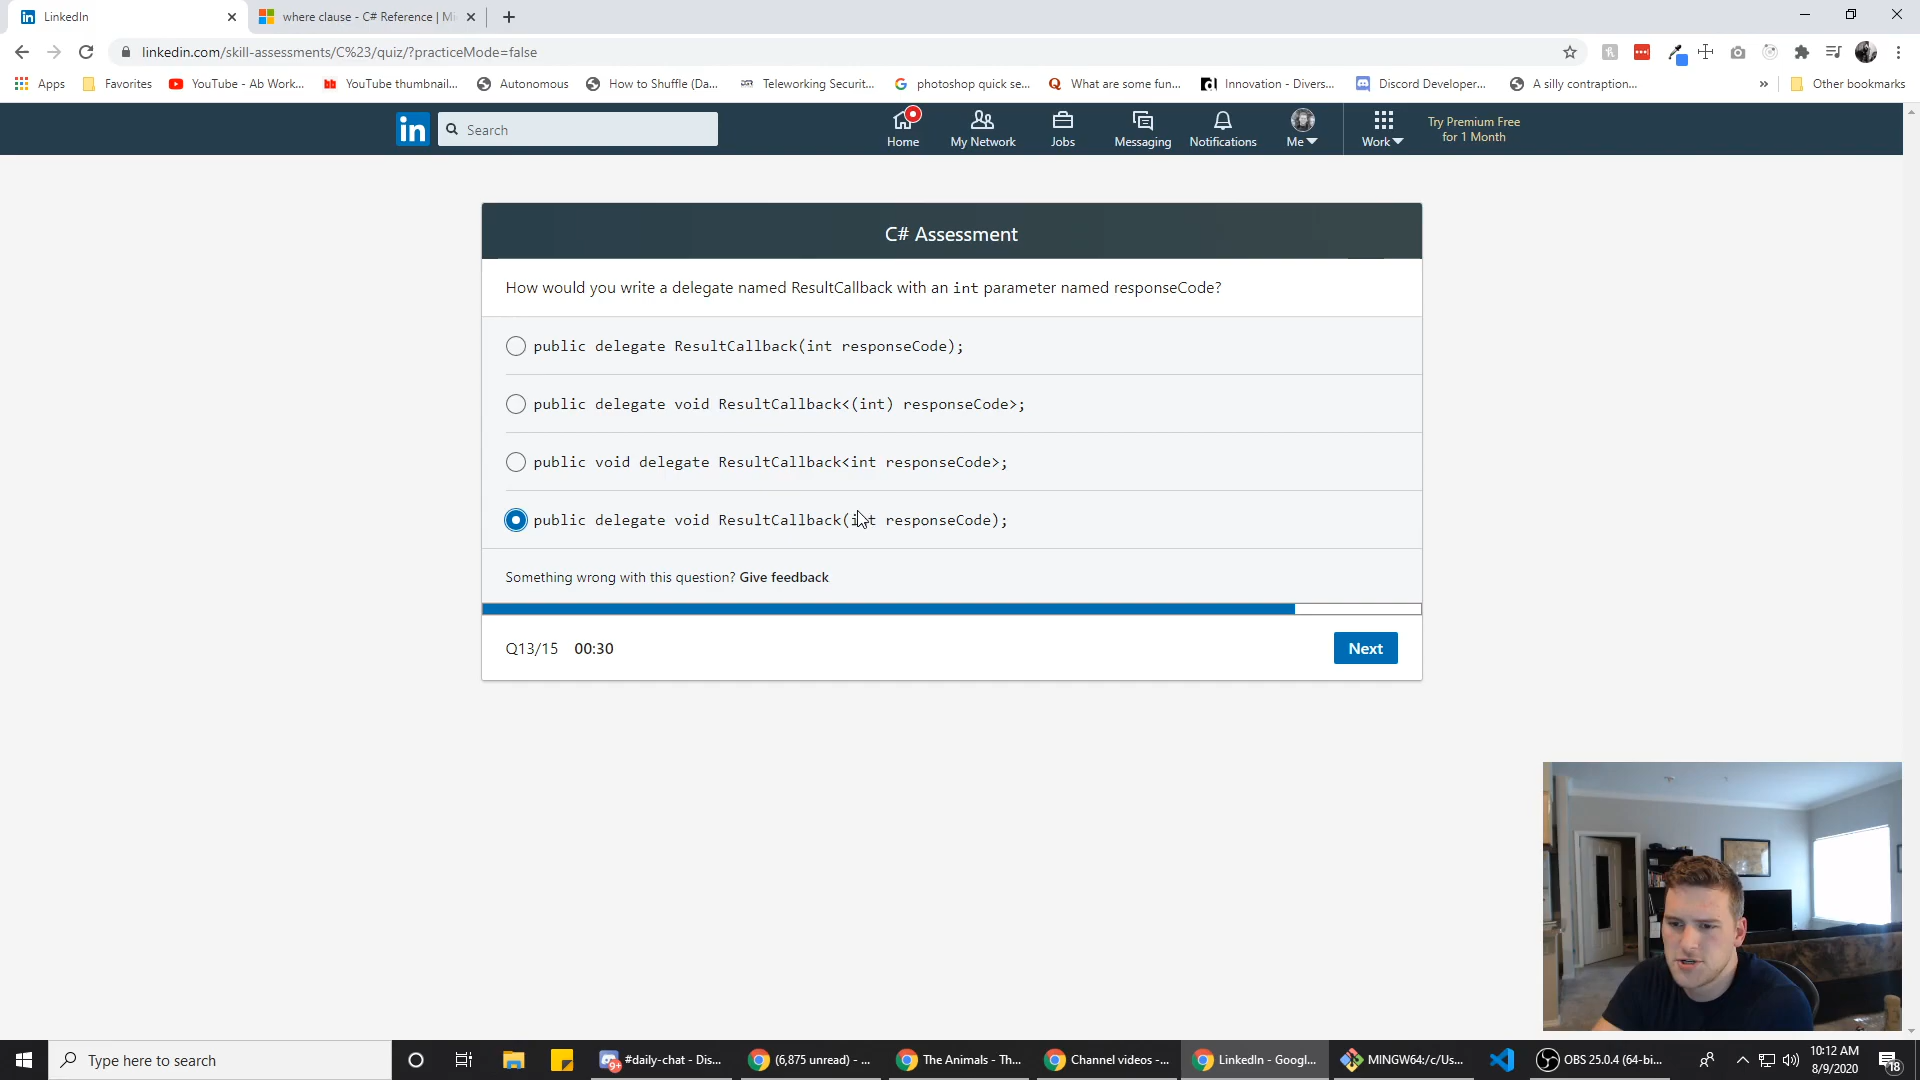 LinkedIn
where clause - C# Reference | Mi
linkedin.com/skill-assessments/C%23/quiz/?practiceMode=false
Apps
Favorites
YouTube - Ab Work...
YouTube thumbnail...
Autonomous
How to Shuffle (Da...
Teleworking Securit...
photoshop quick se...
What are some fun...
Innovation - Divers...
Discord Developer...
A silly contraption...
»
Other bookmarks
in
Search
Home
My Network
Jobs
Messaging
Notifications
Me
Work
Try Premium Free
for 1 Month
C# Assessment
How would you write a delegate named ResultCallback with an int parameter named responseCode?
public delegate ResultCallback(int responseCode);
public delegate void ResultCallback<(int) responseCode>;
public void delegate ResultCallback<int responseCode>;
public delegate void ResultCallback(int responseCode);
Something wrong with this question? Give feedback
Q13/15 00:30
Next
Type here to search
#daily-chat - Dis...
(6,875 unread) - ...
The Animals - Th...
Channel videos -...
LinkedIn - Googl...
MINGW64:/c/Us...
OBS 25.0.4 (64-bi...
10:12 AM
8/9/2020
18